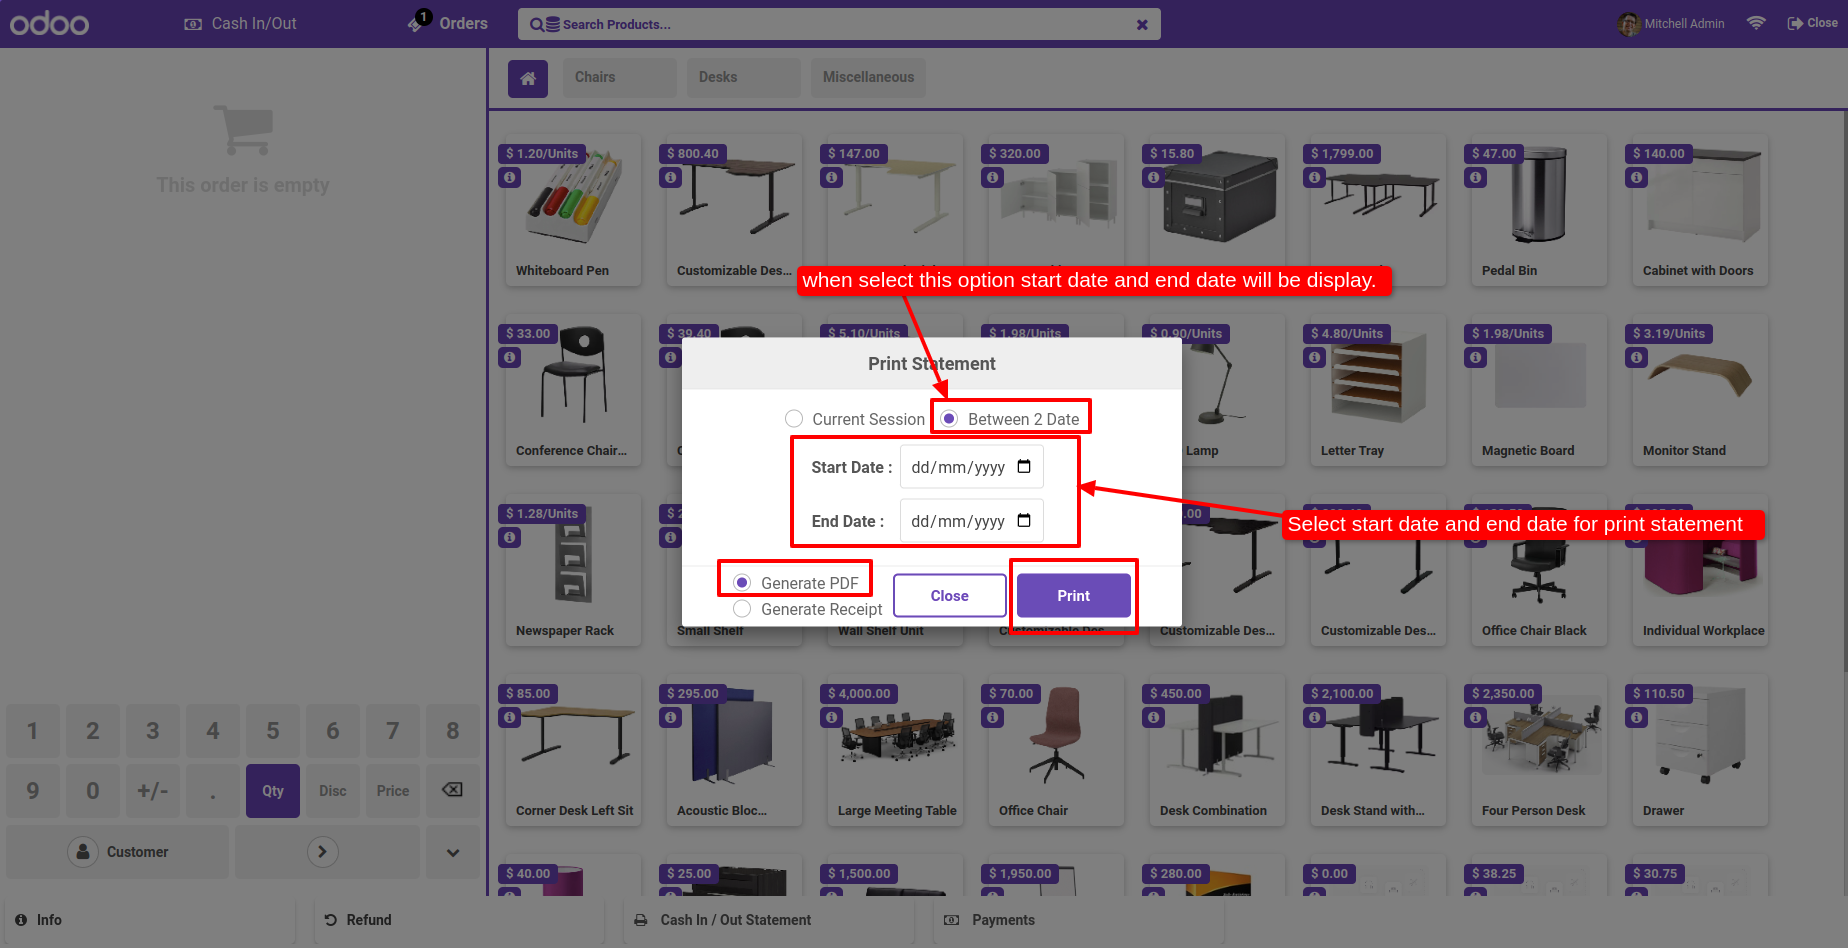 odoo
Cash In/Out
1
Orders
Search Products...
Mitchell Admin
Close
This order is empty
Chairs
Desks
Miscellaneous
$ 1.20/Units
$ 800.40
$ 147.00
$ 320.00
$ 15.80
$ 1,799.00
$ 47.00
$ 140.00
Whiteboard Pen
Customizable Des...
Pedal Bin
Cabinet with Doors
when select this option start date and end date will be display.
$ 33.00
$ 39.40
$ 5.10/Units
$ 1.98/Units
$ 0.90/Units
$ 4.80/Units
$ 1.98/Units
$ 3.19/Units
Conference Chair...
Lamp
Letter Tray
Magnetic Board
Monitor Stand
Print Statement
Current Session
Between 2 Date
Start Date :
dd/mm/yyyy
End Date :
dd/mm/yyyy
Generate PDF
Generate Receipt
Close
Print
Select start date and end date for print statement
$ 1.28/Units
Newspaper Rack
Small Shelf
Wall Shelf Unit
Customizable Des...
Customizable Des...
Customizable Des...
Office Chair Black
Individual Workplace
$ 85.00
$ 295.00
$ 4,000.00
$ 70.00
$ 450.00
$ 2,100.00
$ 2,350.00
$ 110.50
Corner Desk Left Sit
Acoustic Bloc...
Large Meeting Table
Office Chair
Desk Combination
Desk Stand with...
Four Person Desk
Drawer
$ 40.00
$ 25.00
$ 1,500.00
$ 1,950.00
$ 280.00
$ 0.00
$ 38.25
$ 30.75
1 2 3 4 5 6 7 8
9 0 +/- . Qty Disc Price
Customer
Info
Refund
Cash In / Out Statement
Payments